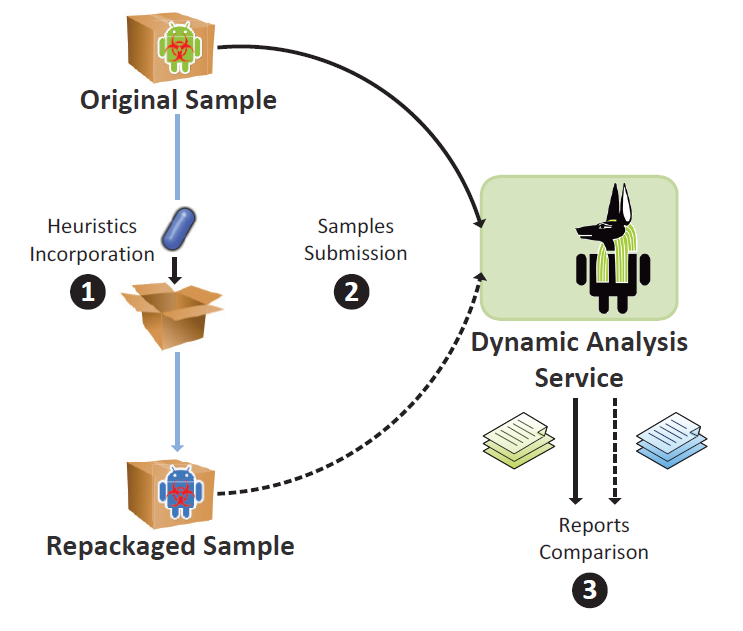 Original Sample
Heuristics
Incorporation
1
Samples
Submission
2
Dynamic Analysis
Service
Repackaged Sample
Reports
Comparison
3